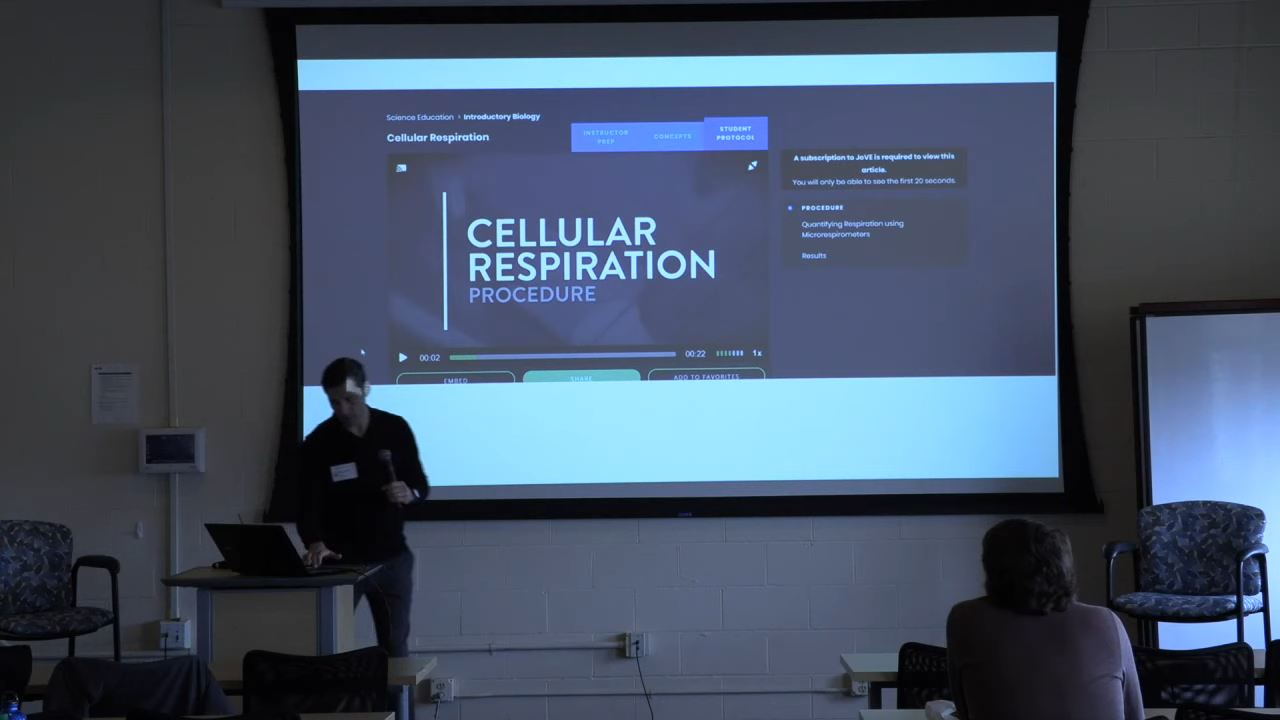 Science Education › Introductory Biology
Cellular Respiration
INSTRUCTOR
PREP
CONCEPTS
STUDENT
PROTOCOL
A subscription to JoVE is required to view this
article.
You will only be able to see the first 20 seconds.
CELLULAR
RESPIRATION
PROCEDURE
PROCEDURE
Quantifying Respiration using
Microrespirometers
Results
00:02
00:22
1x
EMBED
SHARE
ADD TO FAVORITES